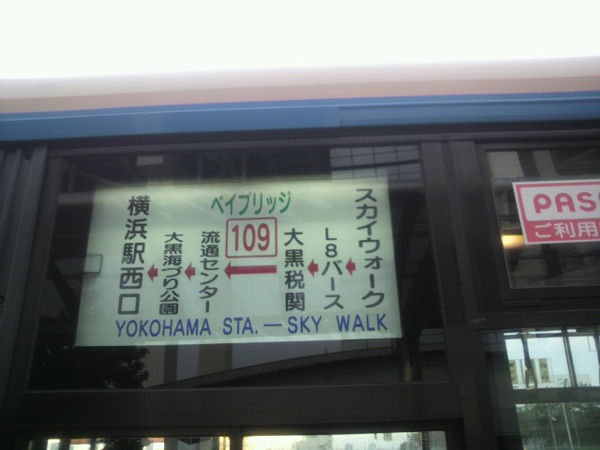 ベイブリッジ
109
スカイウォーク
L8バース
大黒税関
流通センター
大黒海づり公園
横浜駅西口
YOKOHAMA STA. — SKY WALK
PAS
ご利用